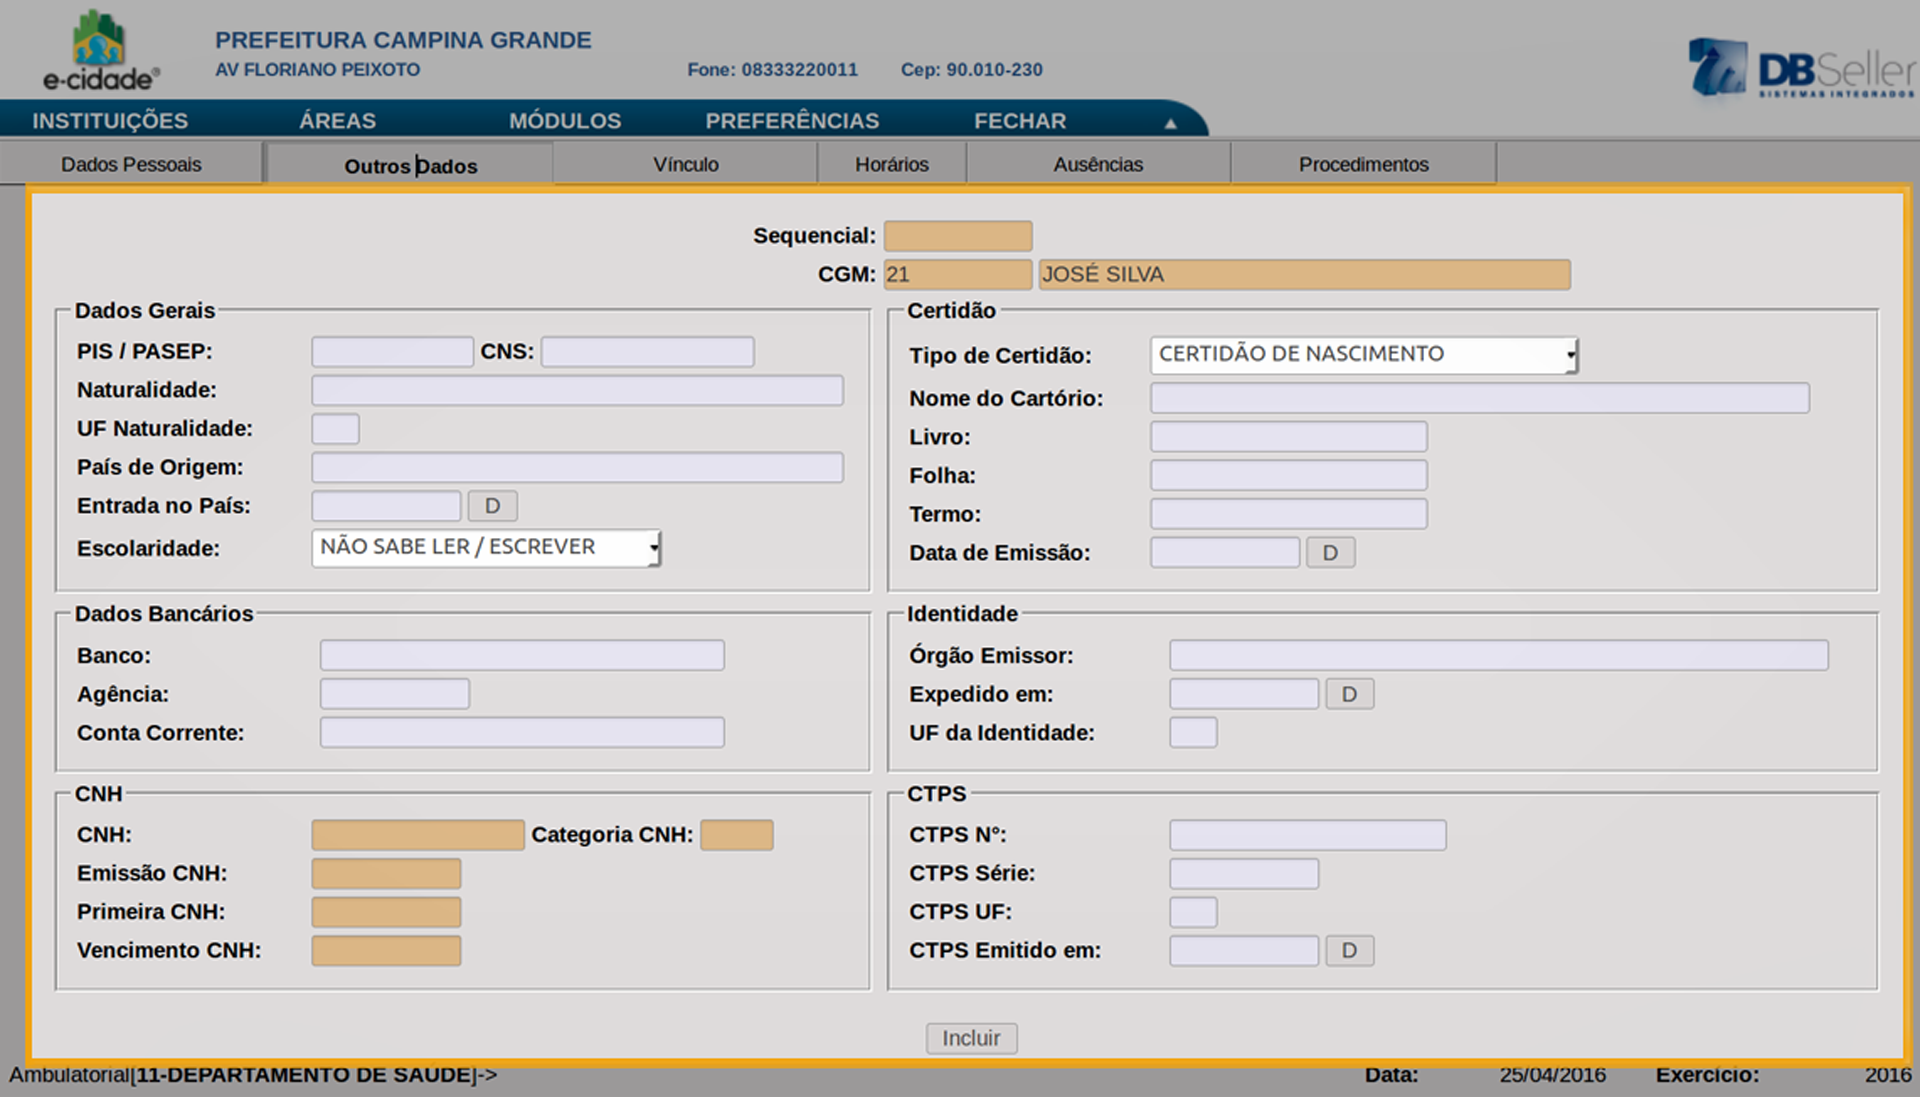 e-cidade®
PREFEITURA CAMPINA GRANDE
AV FLORIANO PEIXOTO Fone: 08333220011 Cep: 90.010-230
DBSeller
SISTEMAS INTEGRADOS
INSTITUIÇÕES ÁREAS MÓDULOS PREFERÊNCIAS FECHAR ▲
Dados Pessoais Outros Dados Vínculo Horários Ausências Procedimentos
Sequencial:
CGM: 21 JOSÉ SILVA
Dados Gerais
PIS / PASEP: CNS:
Naturalidade:
UF Naturalidade:
País de Origem:
Entrada no País: D
Escolaridade: NÃO SABE LER / ESCREVER
Certidão
Tipo de Certidão: CERTIDÃO DE NASCIMENTO
Nome do Cartório:
Livro:
Folha:
Termo:
Data de Emissão: D
Dados Bancários
Banco:
Agência:
Conta Corrente:
Identidade
Órgão Emissor:
Expedido em: D
UF da Identidade:
CNH
CNH: Categoria CNH:
Emissão CNH:
Primeira CNH:
Vencimento CNH:
CTPS
CTPS N°:
CTPS Série:
CTPS UF:
CTPS Emitido em: D
Incluir
Ambulatorial[11-DEPARTAMENTO DE SAUDE]-> Data: 25/04/2016 Exercício: 2016